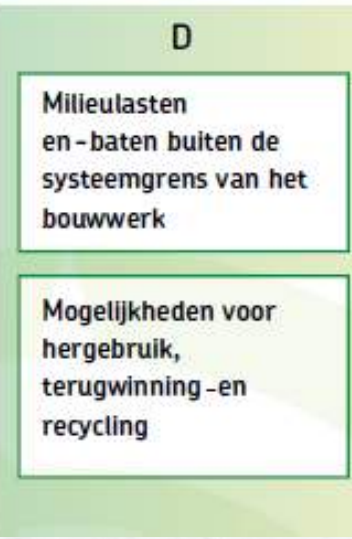 D
Milieulasten
en-baten buiten de
systeemgrens van het
bouwwerk
Mogelijkheden voor
hergebruik,
terugwinning-en
recycling